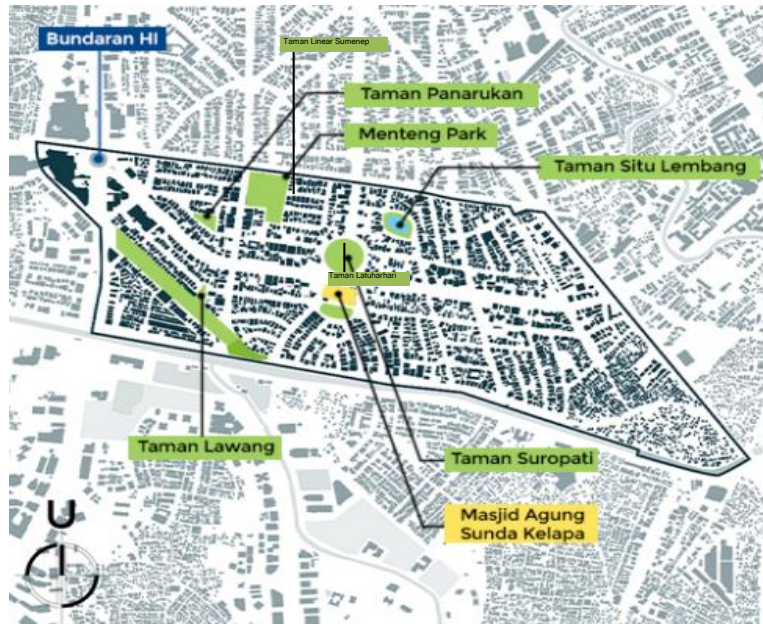 Bundaran HI
Taman Linear Sumenep
Taman Panarukan
Menteng Park
Taman Situ Lembang
Taman Latuharhari
Taman Lawang
Taman Suropati
Masjid Agung
Sunda Kelapa
U